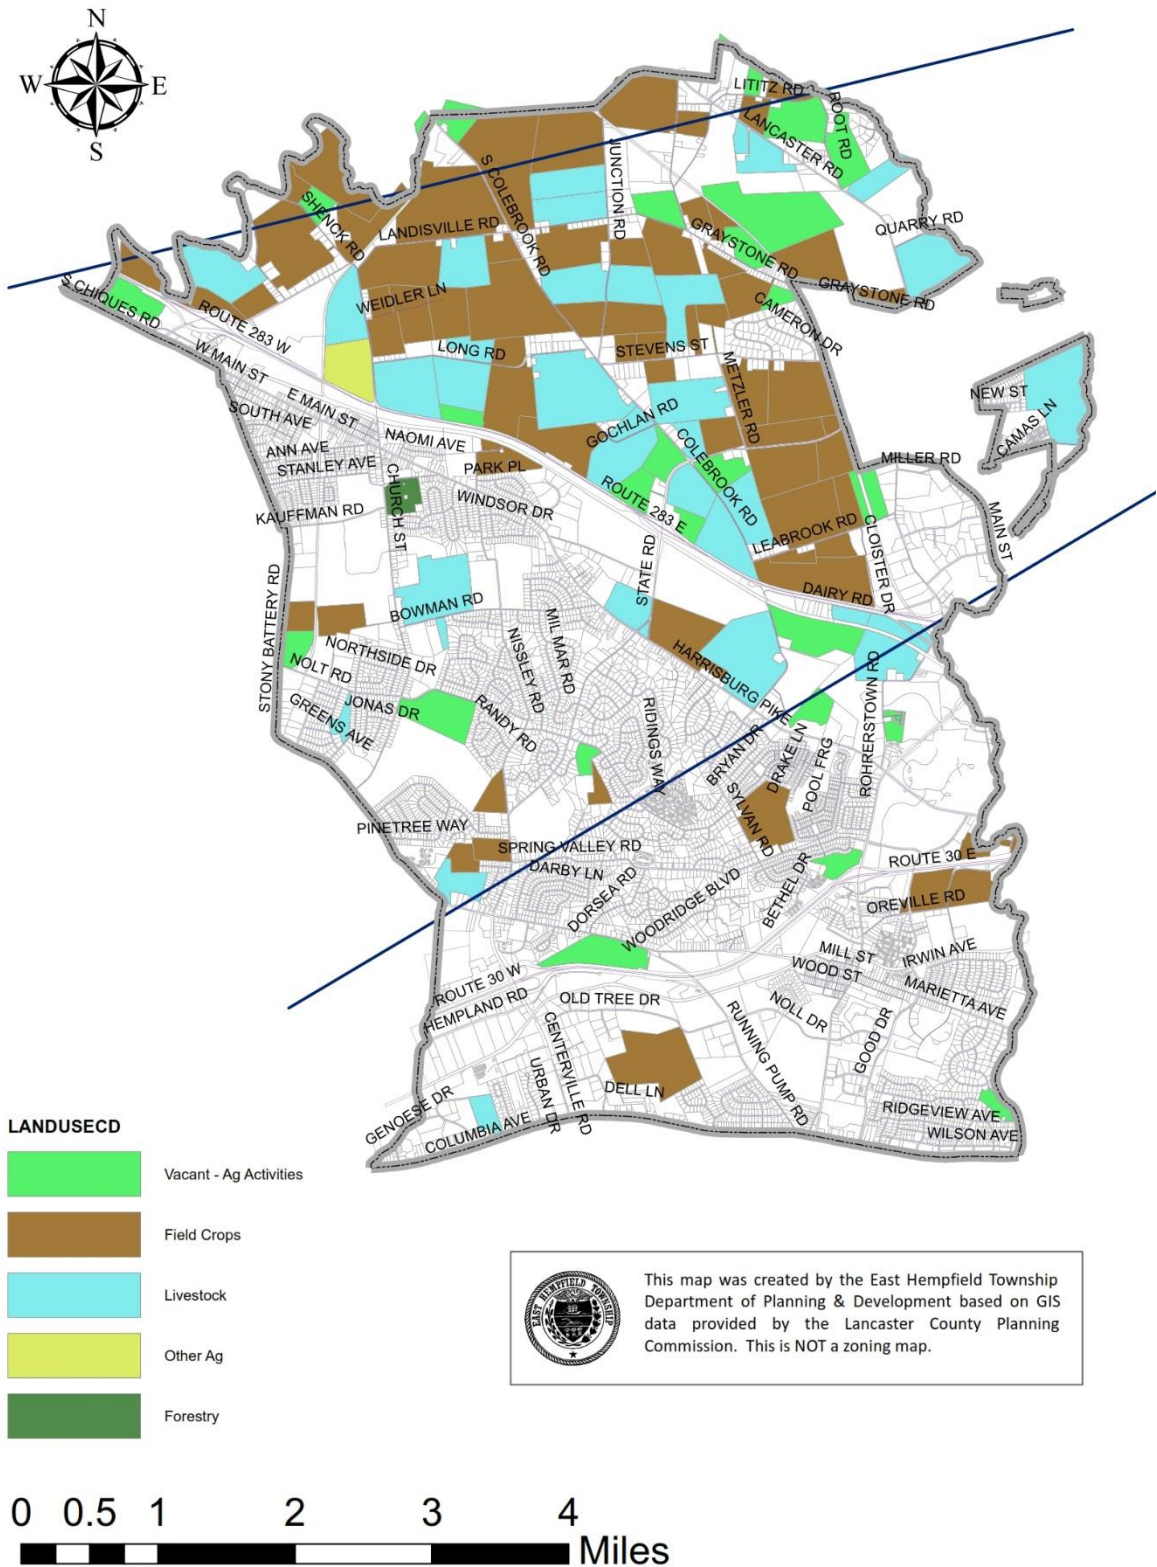 N
W
E
S
LITITZ RD
ROOT RD
LANCASTER RD
JUNCTION RD
S COLEBROOK RD
SHENCK RD
LANDISVILLE RD
QUARRY RD
GRAYSTONE RD
GRAYSTONE RD
S CHIQUES RD
WEIDLER LN
CAMERON DR
ROUTE 283 W
LONG RD
STEVENS ST
W MAIN ST
METZLER RD
E MAIN ST
NEW ST
SOUTH AVE
GOCHLAN RD
CAMAS LN
NAOMI AVE
ANN AVE
COLEBROOK RD
STANLEY AVE
PARK PL
MILLER RD
CHURCH ST
WINDSOR DR
ROUTE 283 E
KAUFFMAN RD
LEABROOK RD
CLOISTER DR
MAIN ST
STATE RD
DAIRY RD
STONY BATTERY RD
BOWMAN RD
MIL MAR RD
NISSLEY RD
NORTHSIDE DR
HARRISBURG PIKE
NOLT RD
ROHRERSTOWN RD
JONAS DR
GREENS AVE
RANDY RD
RIDINGS WAY
BRYAN DR
DRAKE LN
POOL FRG
SYLVAN RD
PINETREE WAY
SPRING VALLEY RD
ROUTE 30 E
DARBY LN
BETHEL DR
DORSEA RD
WOODRIDGE BLVD
OREVILLE RD
MILL ST
IRWIN AVE
WOOD ST
MARIETTA AVE
ROUTE 30 W
HEMPLAND RD
OLD TREE DR
NOLL DR
RUNNING PUMP RD
GOOD DR
CENTERVILLE RD
URBAN DR
DELL LN
GENOESE DR
COLUMBIA AVE
RIDGEVIEW AVE
WILSON AVE
LANDUSECD
Vacant - Ag Activities
Field Crops
Livestock
Other Ag
Forestry
EAST HEMPFIELD TOWNSHIP
This map was created by the East Hempfield Township
Department of Planning & Development based on GIS
data provided by the Lancaster County Planning
Commission. This is NOT a zoning map.
0 0.5 1 2 3 4
Miles